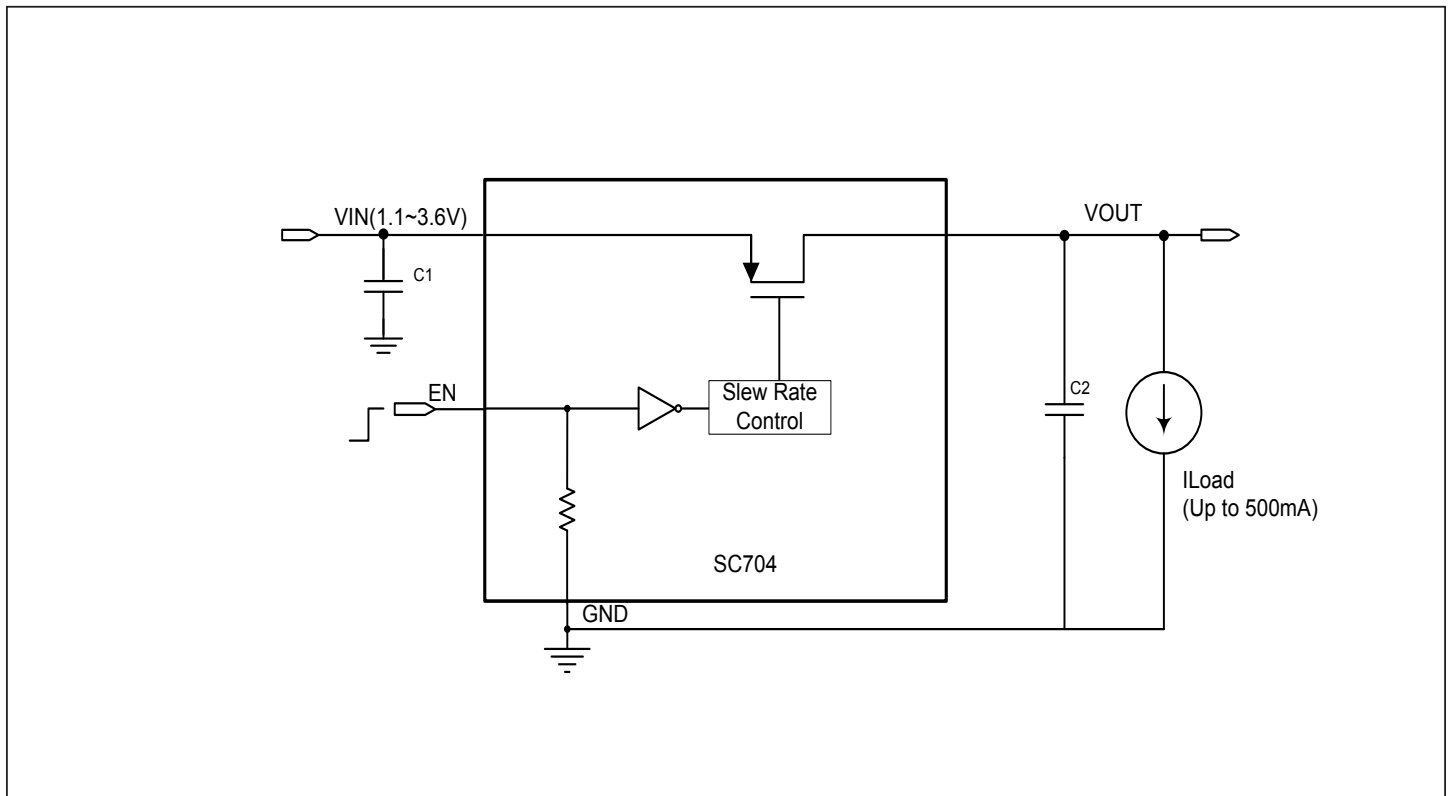 VIN(1.1~3.6V)
VOUT
C1
EN
Slew Rate
Control
C2
ILoad
(Up to 500mA)
SC704
GND